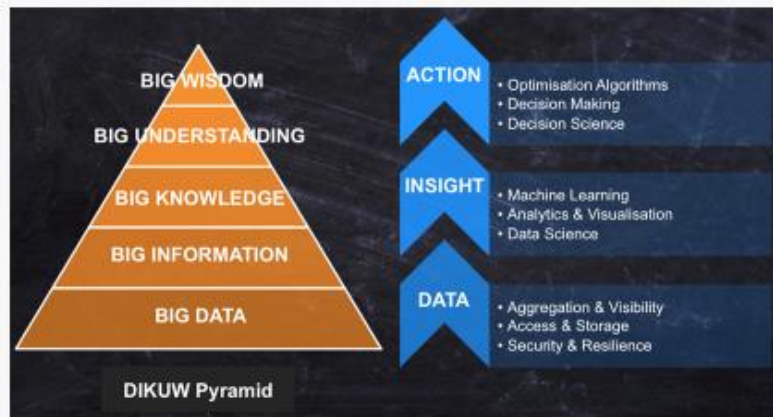 BIG WISDOM
BIG UNDERSTANDING
BIG KNOWLEDGE
BIG INFORMATION
BIG DATA
DIKUW Pyramid
ACTION
• Optimisation Algorithms
• Decision Making
• Decision Science
INSIGHT
• Machine Learning
• Analytics & Visualisation
• Data Science
DATA
• Aggregation & Visibility
• Access & Storage
• Security & Resilience